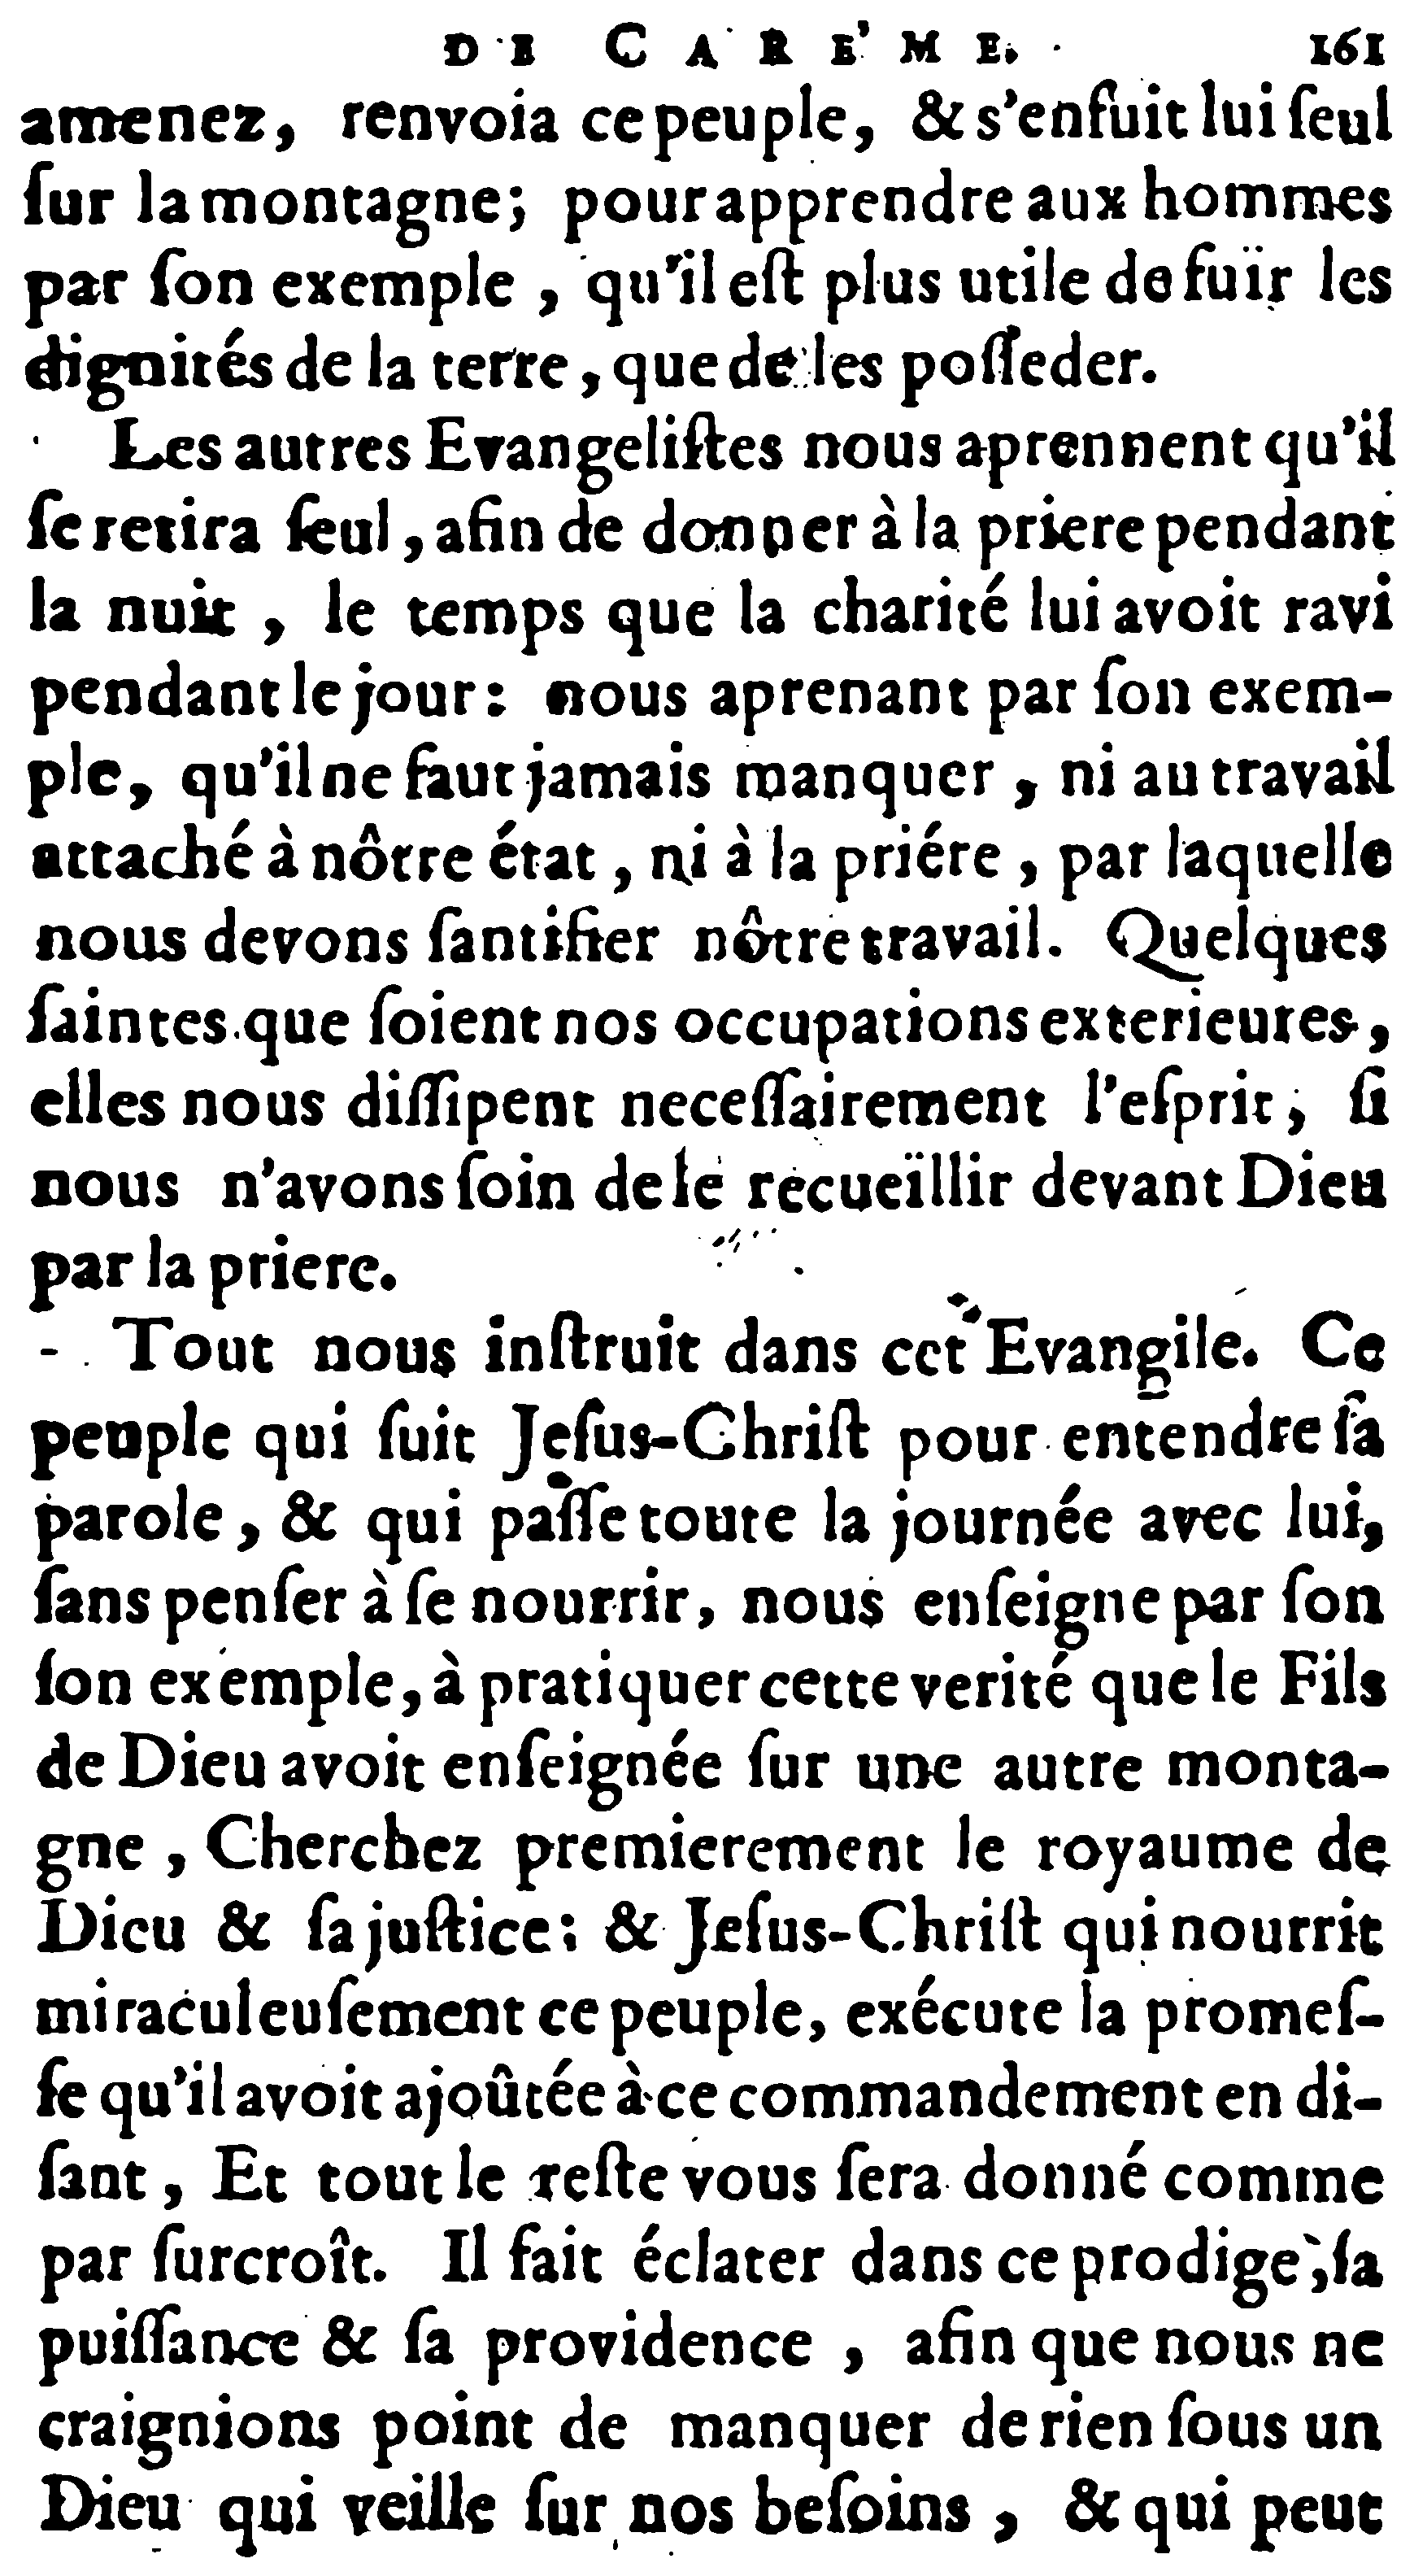 DE CARE'ME. 161
amenez, renvoia ce peuple, & s'enfuit lui ſeul
ſur la montagne; pour apprendre aux hommes
par ſon exemple, qu'il eſt plus utile de fuïr les
dignités de la terre, que de les poſſeder.
Les autres Evangeliſtes nous aprennent qu'il
ſe retira ſeul, afin de donner à la priere pendant
la nuit, le temps que la charité lui avoit ravi
pendant le jour: nous aprenant par ſon exem-
ple, qu'il ne faut jamais manquer, ni au travail
attaché à nôtre état, ni à la priére, par laquelle
nous devons ſantifier nôtre travail. Quelques
ſaintes que ſoient nos occupations exterieures,
elles nous diſſipent neceſſairement l'eſprit, ſi
nous n'avons ſoin de le recueïllir devant Dieu
par la priere.
Tout nous inſtruit dans cet Evangile. Ce
peuple qui ſuit Jeſus-Chriſt pour entendre ſa
parole, & qui paſſe toute la journée avec lui,
ſans penſer à ſe nourrir, nous enſeigne par ſon
ſon exemple, à pratiquer cette verité que le Fils
de Dieu avoit enſeignée ſur une autre monta-
gne, Cherchez premierement le royaume de
Dieu & ſa juſtice: & Jeſus-Chriſt qui nourrit
miraculeuſement ce peuple, exécute la promeſ-
ſe qu'il avoit ajoûtée à ce commandement en di-
ſant, Et tout le reſte vous ſera donné comme
par ſurcroît. Il fait éclater dans ce prodige, ſa
puiſſance & ſa providence, afin que nous ne
craignions point de manquer de rien ſous un
Dieu qui veille ſur nos beſoins, & qui peut